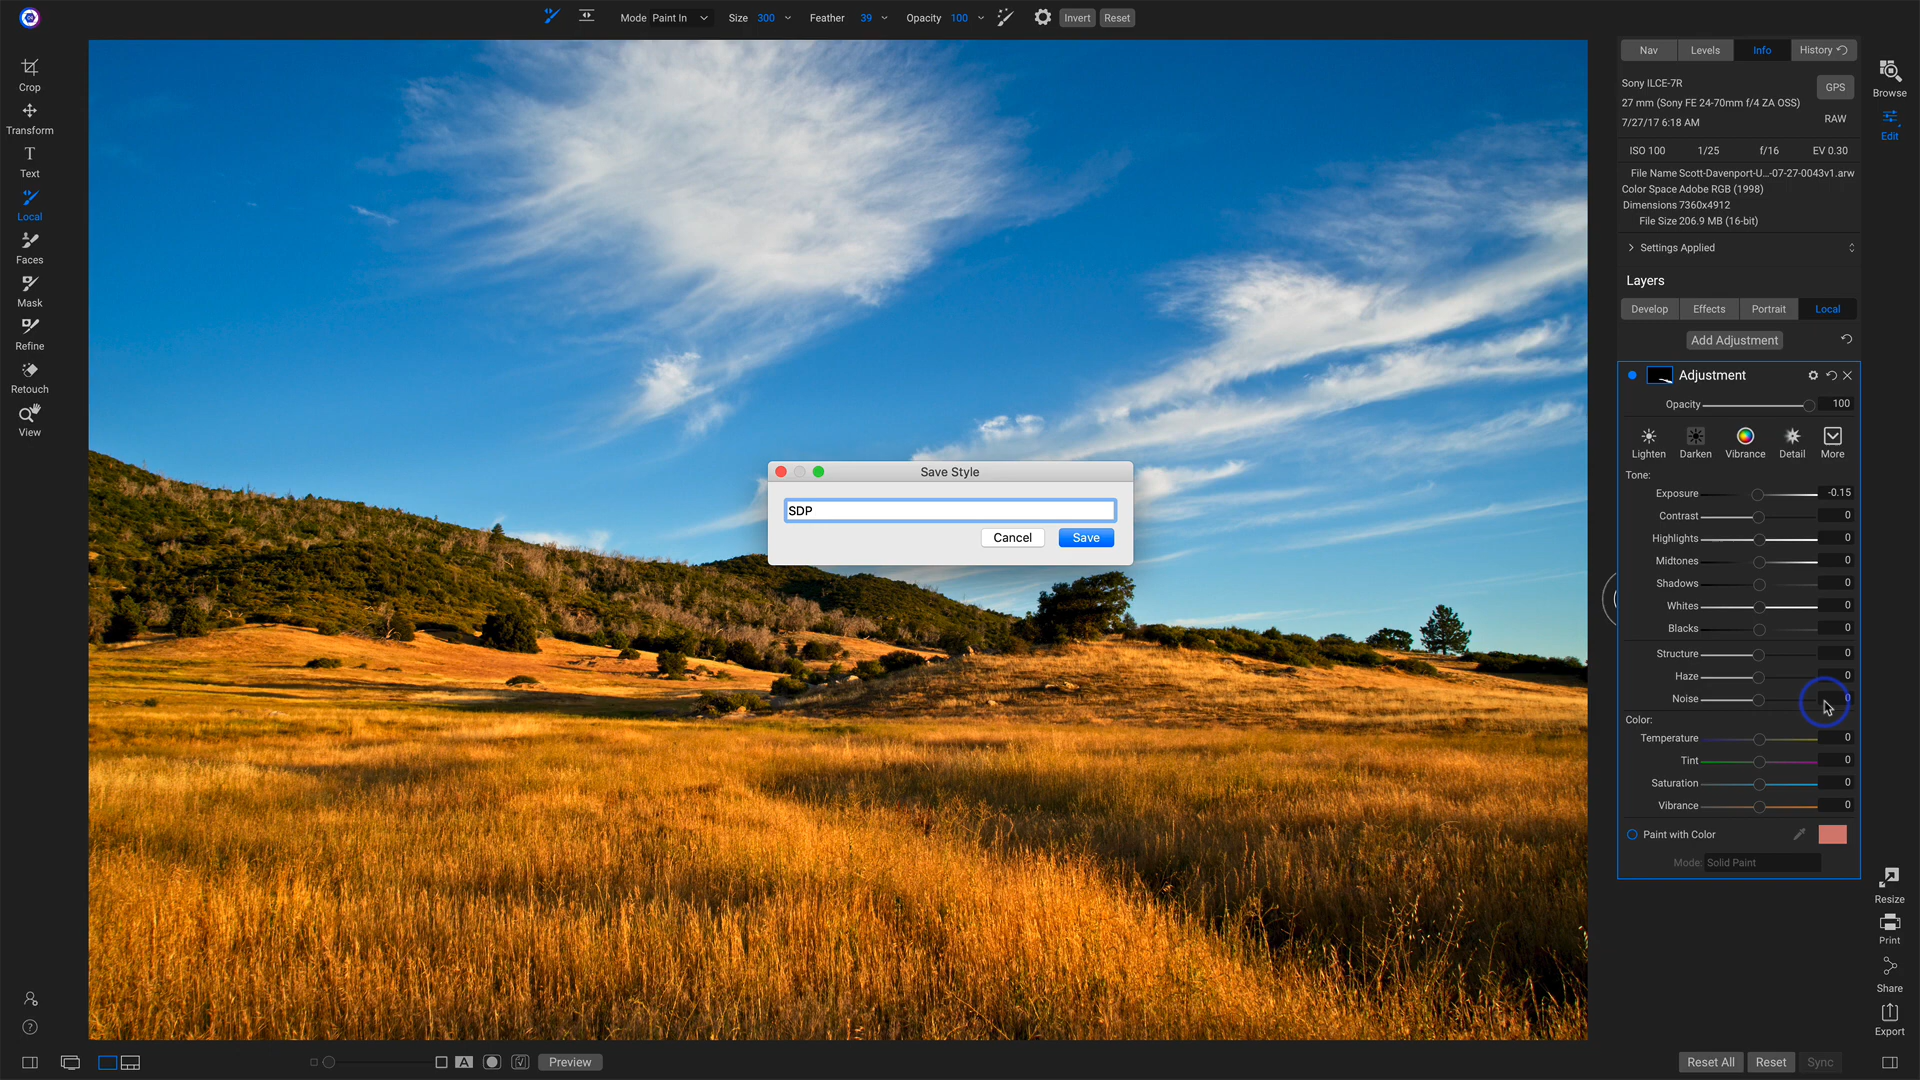 Mode Paint In Size 300 Feather 39 Opacity 100 Invert Reset
Crop
Transform
T
Text
Local
Faces
Mask
Refine
Retouch
View
?
Save Style
SDP
Cancel Save
Nav Levels Info History
Sony ILCE-7R GPS
27 mm (Sony FE 24-70mm f/4 ZA OSS)
7/27/17 6:18 AM RAW
ISO 100 1/25 f/16 EV 0.30
File Name Scott-Davenport-U...-07-27-0043v1.arw
Color Space Adobe RGB (1998)
Dimensions 7360x4912
File Size 206.9 MB (16-bit)
Settings Applied
Layers
Develop Effects Portrait Local
Add Adjustment
Adjustment
Opacity 100
Lighten Darken Vibrance Detail More
Tone:
Exposure -0.15
Contrast 0
Highlights 0
Midtones 0
Shadows 0
Whites 0
Blacks 0
Structure 0
Haze 0
Noise 0
Color:
Temperature 0
Tint 0
Saturation 0
Vibrance 0
Paint with Color
Mode: Solid Paint
Browse
Edit
Resize
Print
Share
Export
A Preview
Reset All Reset Sync